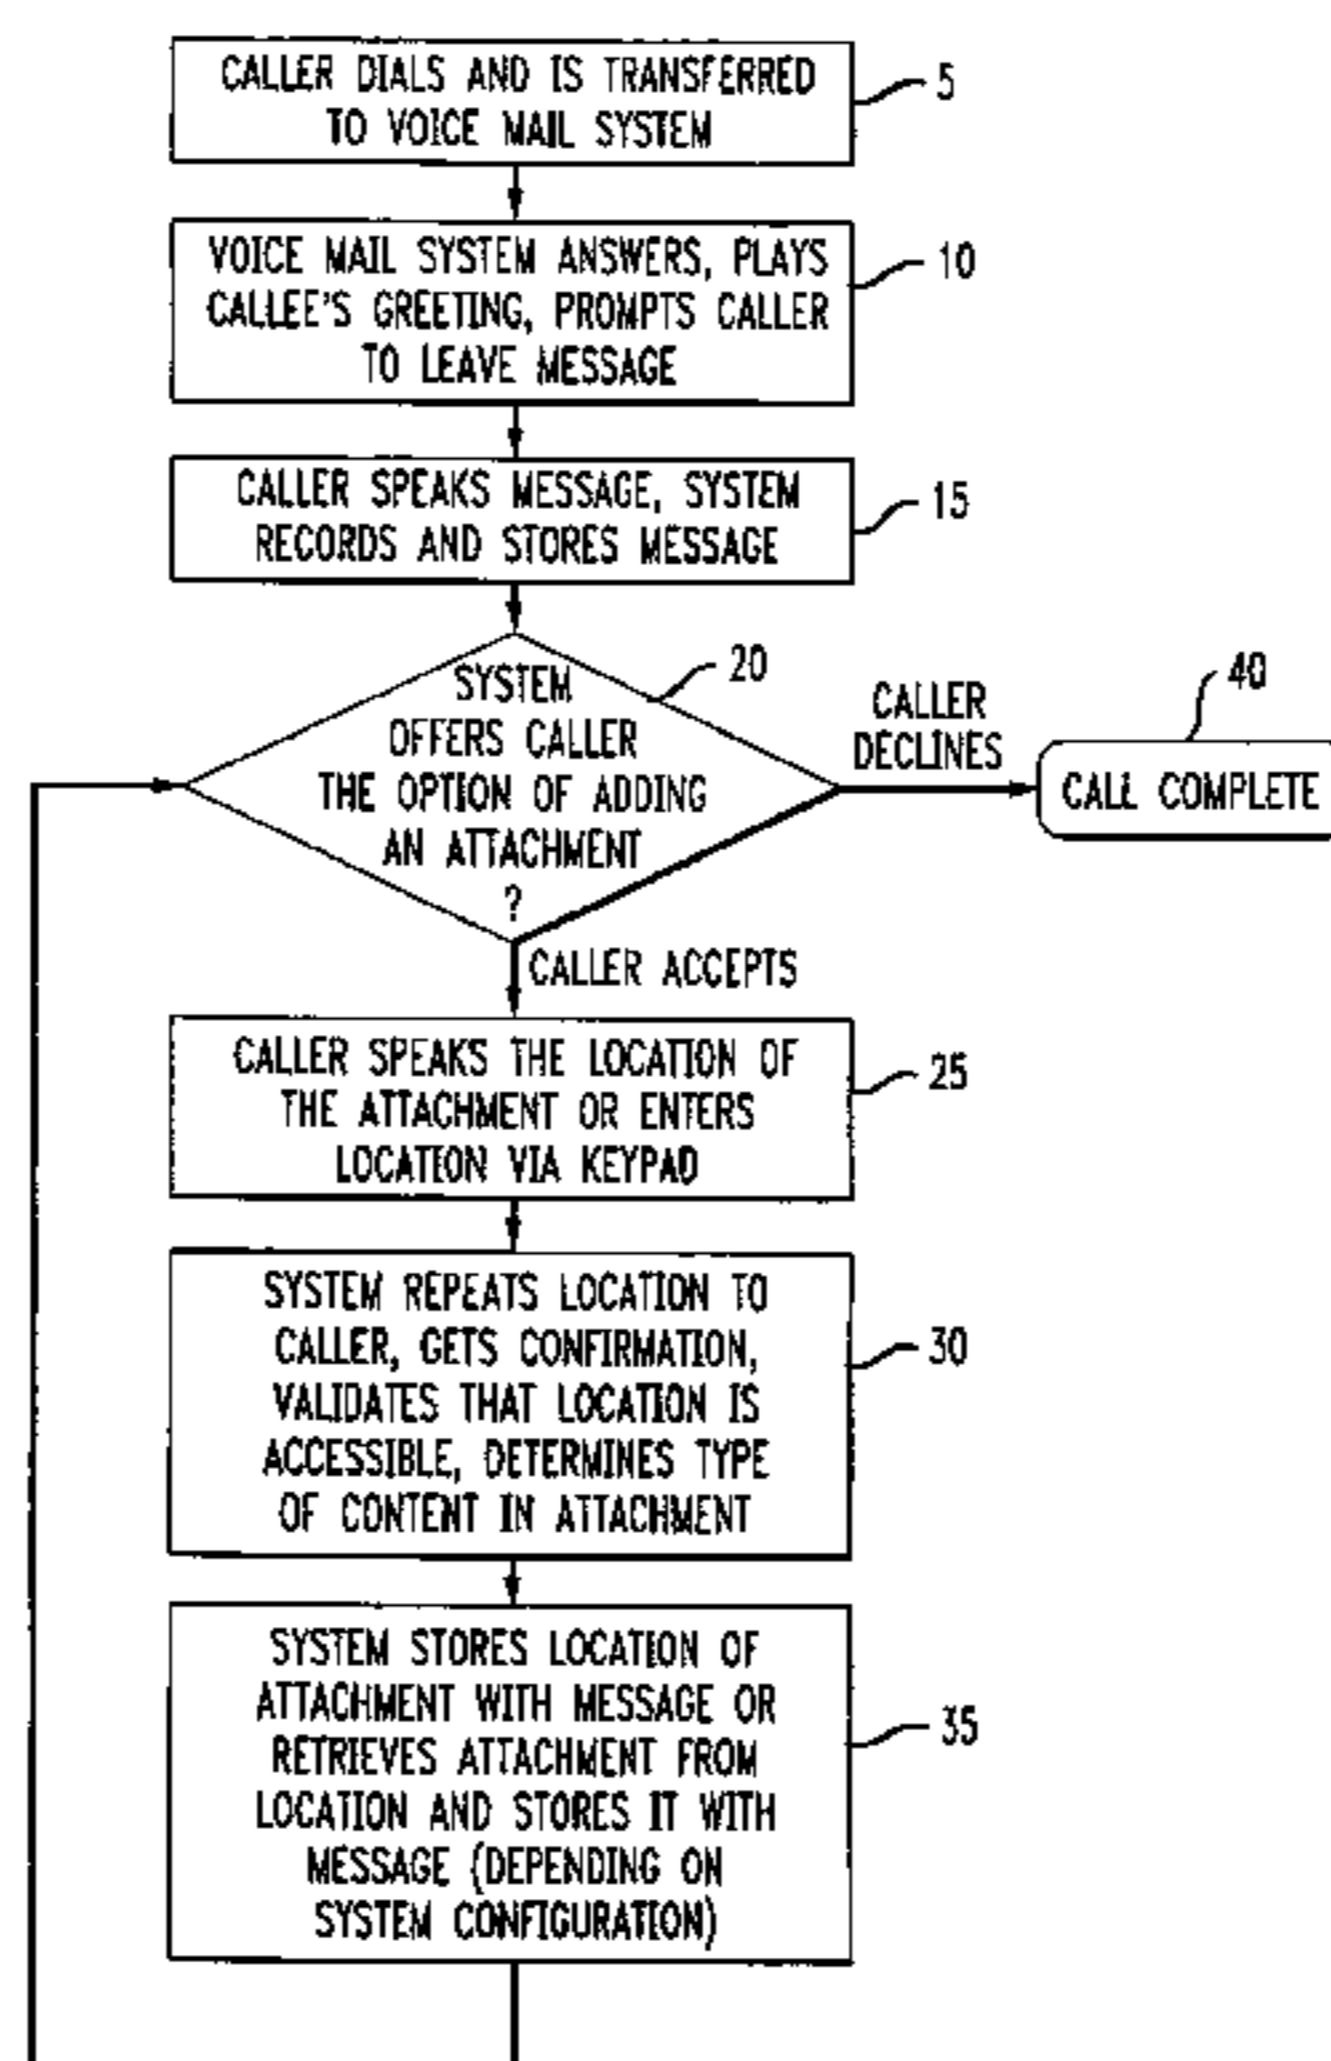 CALLER DIALS AND IS TRANSFERRED
TO VOICE MAIL SYSTEM
5
VOICE MAIL SYSTEM ANSWERS, PLAYS
CALLEE'S GREETING, PROMPTS CALLER
TO LEAVE MESSAGE
10
CALLER SPEAKS MESSAGE, SYSTEM
RECORDS AND STORES MESSAGE
15
SYSTEM
OFFERS CALLER
THE OPTION OF ADDING
AN ATTACHMENT
?
20
CALLER
DECLINES
40
CALL COMPLETE
CALLER ACCEPTS
CALLER SPEAKS THE LOCATION OF
THE ATTACHMENT OR ENTERS
LOCATION VIA KEYPAD
25
SYSTEM REPEATS LOCATION TO
CALLER, GETS CONFIRMATION,
VALIDATES THAT LOCATION IS
ACCESSIBLE, DETERMINES TYPE
OF CONTENT IN ATTACHMENT
30
SYSTEM STORES LOCATION OF
ATTACHMENT WITH MESSAGE OR
RETRIEVES ATTACHMENT FROM
LOCATION AND STORES IT WITH
MESSAGE (DEPENDING ON
SYSTEM CONFIGURATION)
35